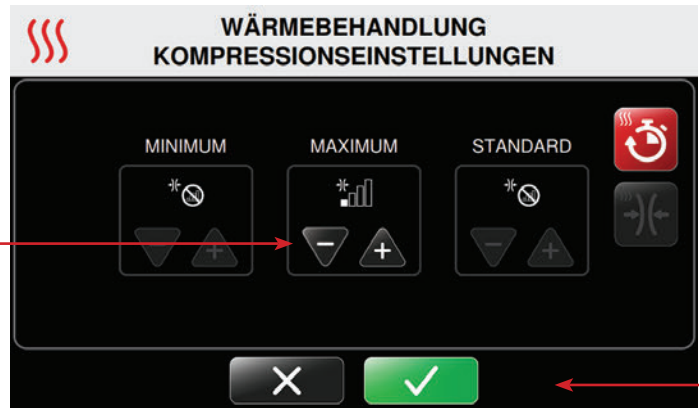 WÄRMEBEHANDLUNG
KOMPRESSIONSEINSTELLUNGEN
MINIMUM MAXIMUM STANDARD